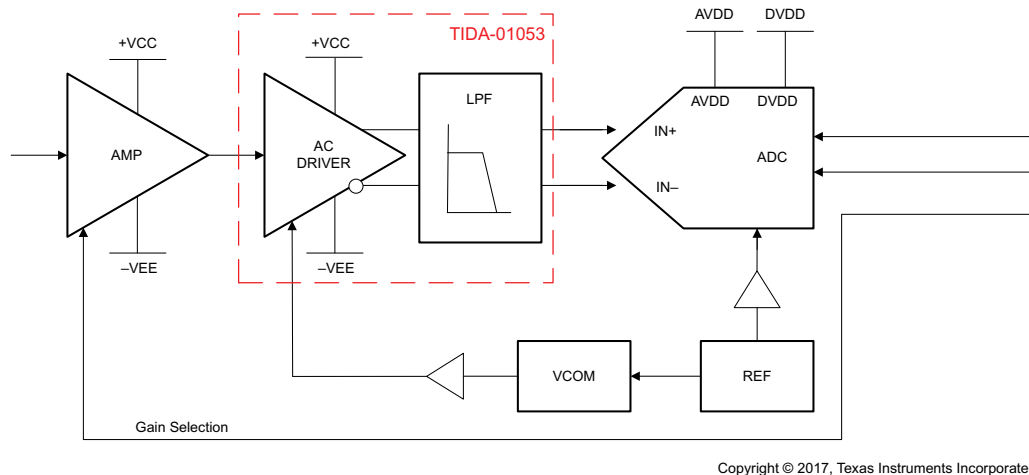 TIDA-01053
+VCC
+VCC
AVDD
DVDD
AMP
AC
DRIVER
LPF
AVDD
DVDD
IN+
IN–
ADC
–VEE
–VEE
VCOM
REF
Gain Selection
Copyright © 2017, Texas Instruments Incorporate